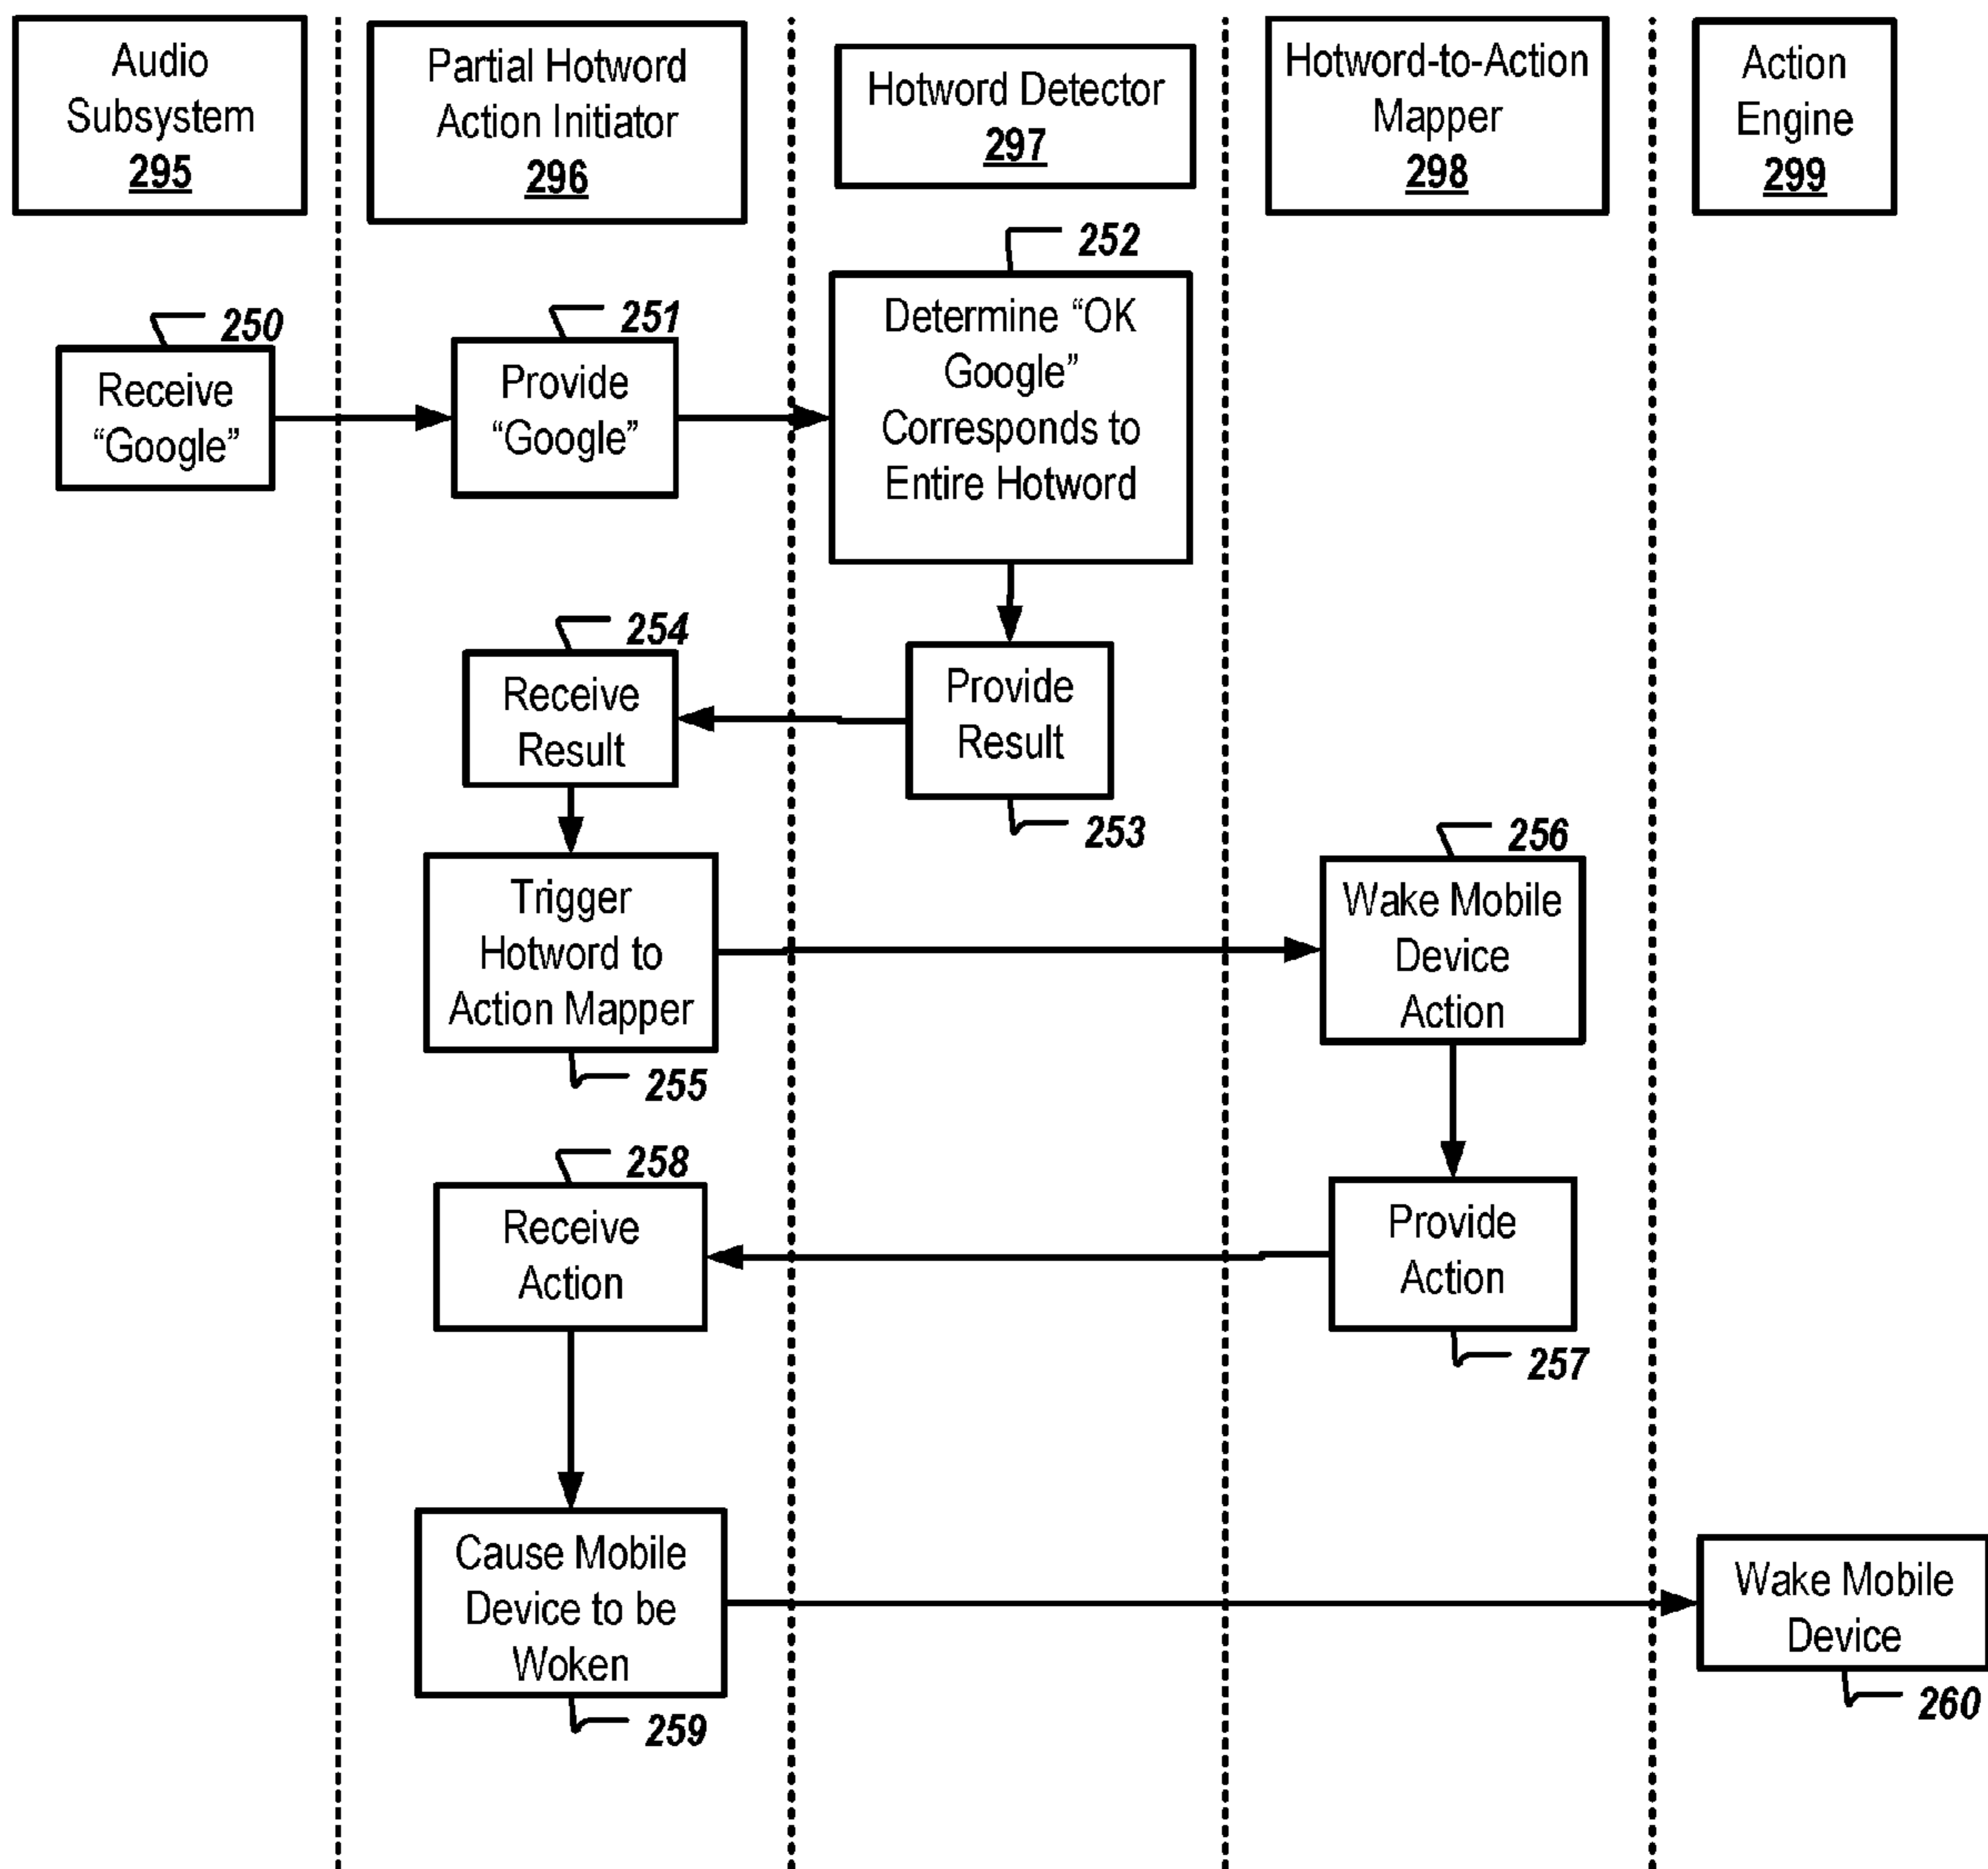 Audio
Subsystem
295
Partial Hotword
Action Initiator
296
Hotword Detector
297
Hotword-to-Action
Mapper
298
Action
Engine
299
250
Receive
“Google”
251
Provide
“Google”
252
Determine “OK
Google”
Corresponds to
Entire Hotword
Provide
Result
253
254
Receive
Result
Trigger
Hotword to
Action Mapper
255
256
Wake Mobile
Device
Action
Provide
Action
257
258
Receive
Action
Cause Mobile
Device to be
Woken
259
Wake Mobile
Device
260